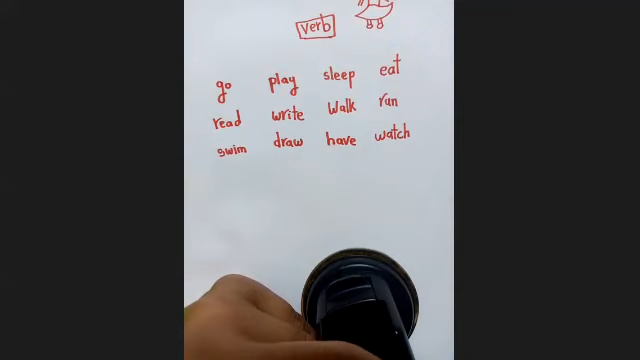 verb
go play sleep eat
read write walk run
swim draw have watch